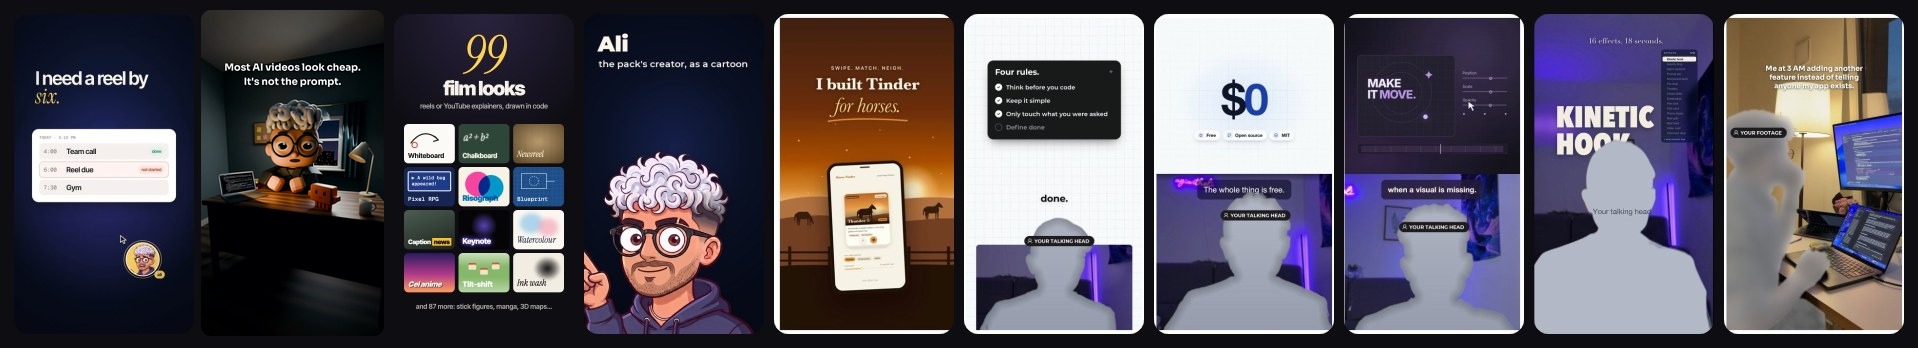 I need a reel by
six.
4:00 Team call done
6:00 Reel due not started
7:30 Gym
Most AI videos look cheap.
It's not the prompt.
99
film looks
reels or YouTube explainers, drawn in code
Whiteboard
Chalkboard
Newsreel
A wild bug
appeared!
Pixel RPG
Risograph
Blueprint
Caption news
Keynote
Watercolour
Cel anime
Tilt-shift
Ink wash
and 87 more: stick figures, manga, 3D maps...
Ali
the pack's creator, as a cartoon
SWIPE. MATCH. NEIGH.
I built Tinder
for horses.
Four rules.
Think before you code
Keep it simple
Only touch what you were asked
Define done
done.
YOUR TALKING HEAD
$0
Free
Open source
MIT
The whole thing is free.
YOUR TALKING HEAD
MAKE
IT MOVE.
Position
Scale
when a visual is missing.
YOUR TALKING HEAD
16 effects. 18 seconds.
KINETIC
HOOK
Your talking head
Me at 3 AM adding another
feature instead of telling
anyone my app exists.
YOUR FOOTAGE